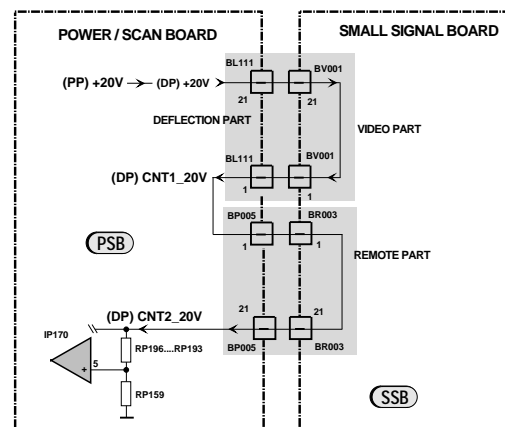 POWER / SCAN BOARD
SMALL SIGNAL BOARD
BL111
BV001
(PP) +20V
(DP) +20V
21
21
DEFLECTION PART
VIDEO PART
BL111
BV001
(DP) CNT1_20V
1
1
BP005
BR003
PSB
1
1
REMOTE PART
(DP) CNT2_20V
21
21
IP170
BP005
BR003
RP196....RP193
5
+
RP159
SSB